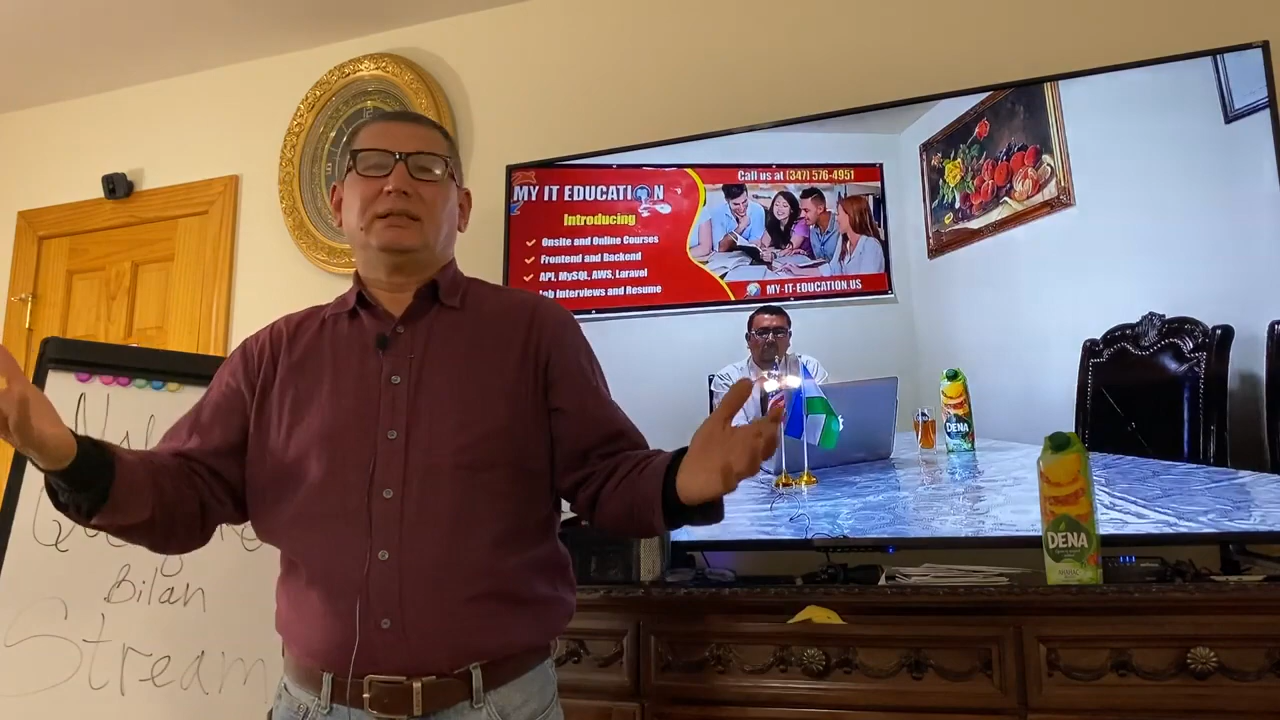 MY IT EDUCATION
Call us at (347) 576-4951
Introducing
Onsite and Online Courses
Frontend and Backend
API, MySQL, AWS, Laravel
Job Interviews and Resume
MY-IT-EDUCATION.US
DENA
DENA
Bilan
Stream